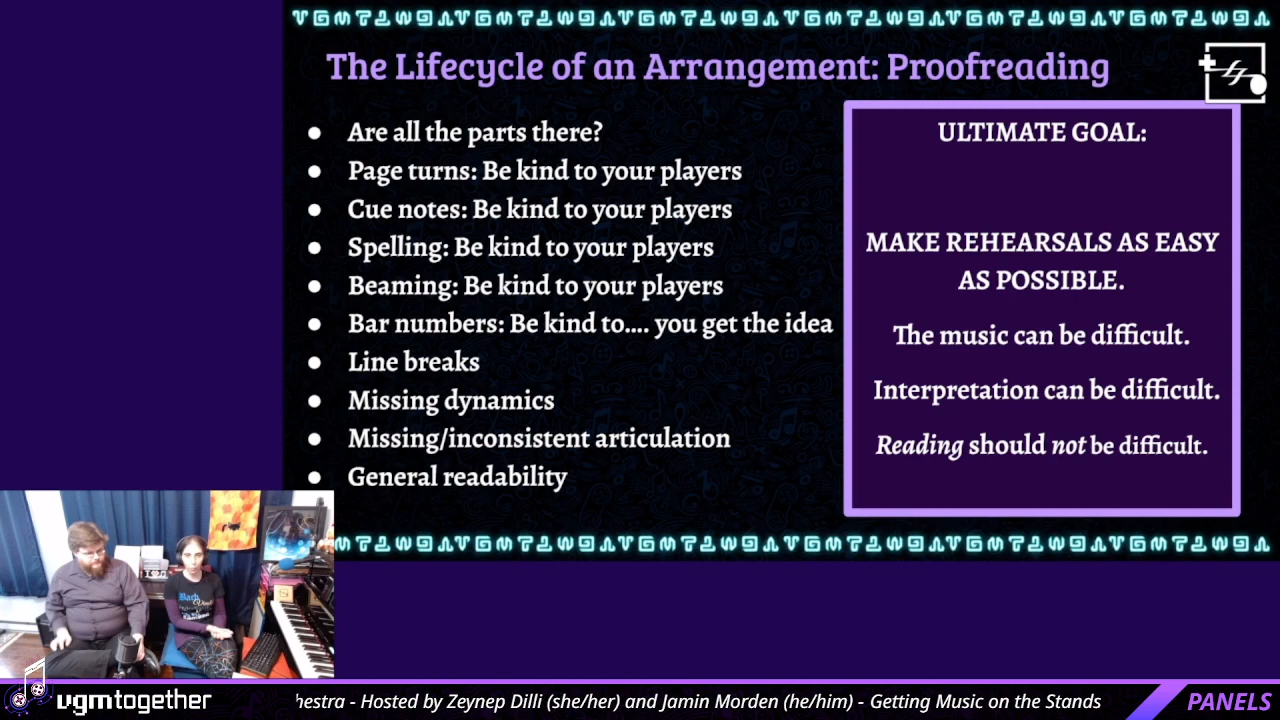 The Lifecycle of an Arrangement: Proofreading
● Are all the parts there?
● Page turns: Be kind to your players
● Cue notes: Be kind to your players
● Spelling: Be kind to your players
● Beaming: Be kind to your players
● Bar numbers: Be kind to.... you get the idea
● Line breaks
● Missing dynamics
● Missing/inconsistent articulation
● General readability
ULTIMATE GOAL:
MAKE REHEARSALS AS EASY
AS POSSIBLE.
The music can be difficult.
Interpretation can be difficult.
Reading should not be difficult.
Bach
vgmtogether
hestra - Hosted by Zeynep Dilli (she/her) and Jamin Morden (he/him) - Getting Music on the Stands
PANELS